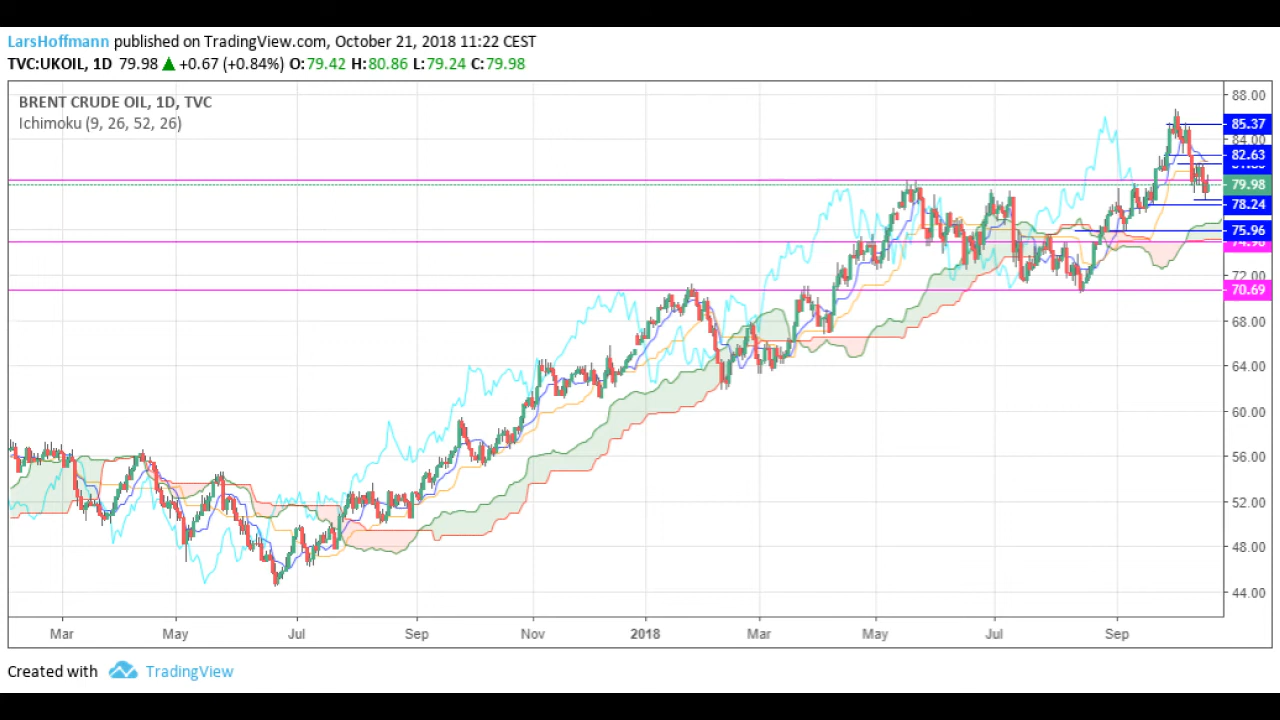 LarsHoffmann published on TradingView.com, October 21, 2018 11:22 CEST
TVC:UKOIL, 1D 79.98 ▲ +0.67 (+0.84%) O:79.42 H:80.86 L:79.24 C:79.98
BRENT CRUDE OIL, 1D, TVC
Ichimoku (9, 26, 52, 26)
88.00
85.37
84.00
82.63
79.98
78.24
75.96
72.00
70.69
68.00
64.00
60.00
56.00
52.00
48.00
44.00
Mar May Jul Sep Nov 2018 Mar May Jul Sep
Created with TradingView